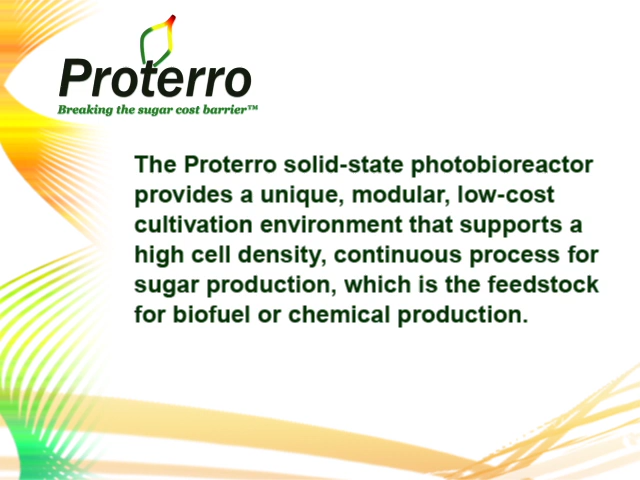 Proterro
Breaking the sugar cost barrier™
The Proterro solid-state photobioreactor
provides a unique, modular, low-cost
cultivation environment that supports a
high cell density, continuous process for
sugar production, which is the feedstock
for biofuel or chemical production.